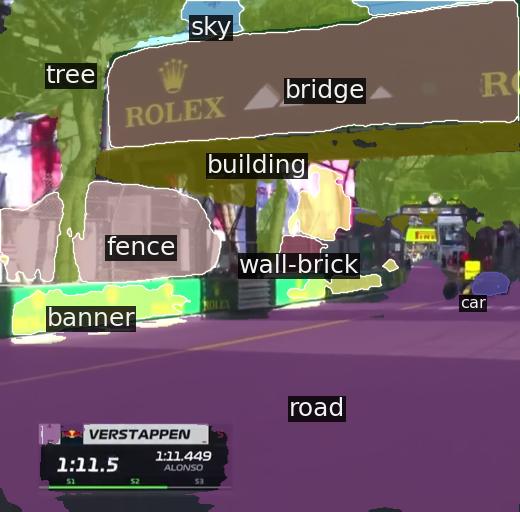 sky
tree
bridge
ROLEX
R
building
fence
wall-brick
car
banner
ROLEX
road
VERSTAPPEN
1:11.5
1:11.449
ALONSO
S1 S2 S3